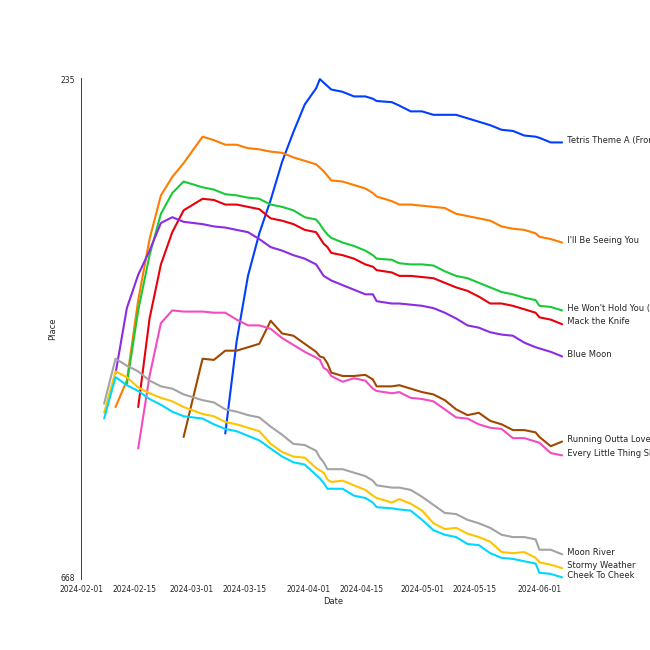 235
Tetris Theme A (Fro
I'll Be Seeing You
He Won't Hold You (
Mack the Knife
Place
Blue Moon
Running Outta Love
Every Little Thing S
Moon River
Stormy Weather
Cheek To Cheek
668
2024-02-01 2024-02-15 2024-03-01 2024-03-15 2024-04-01 2024-04-15 2024-05-01 2024-05-15 2024-06-01
Date